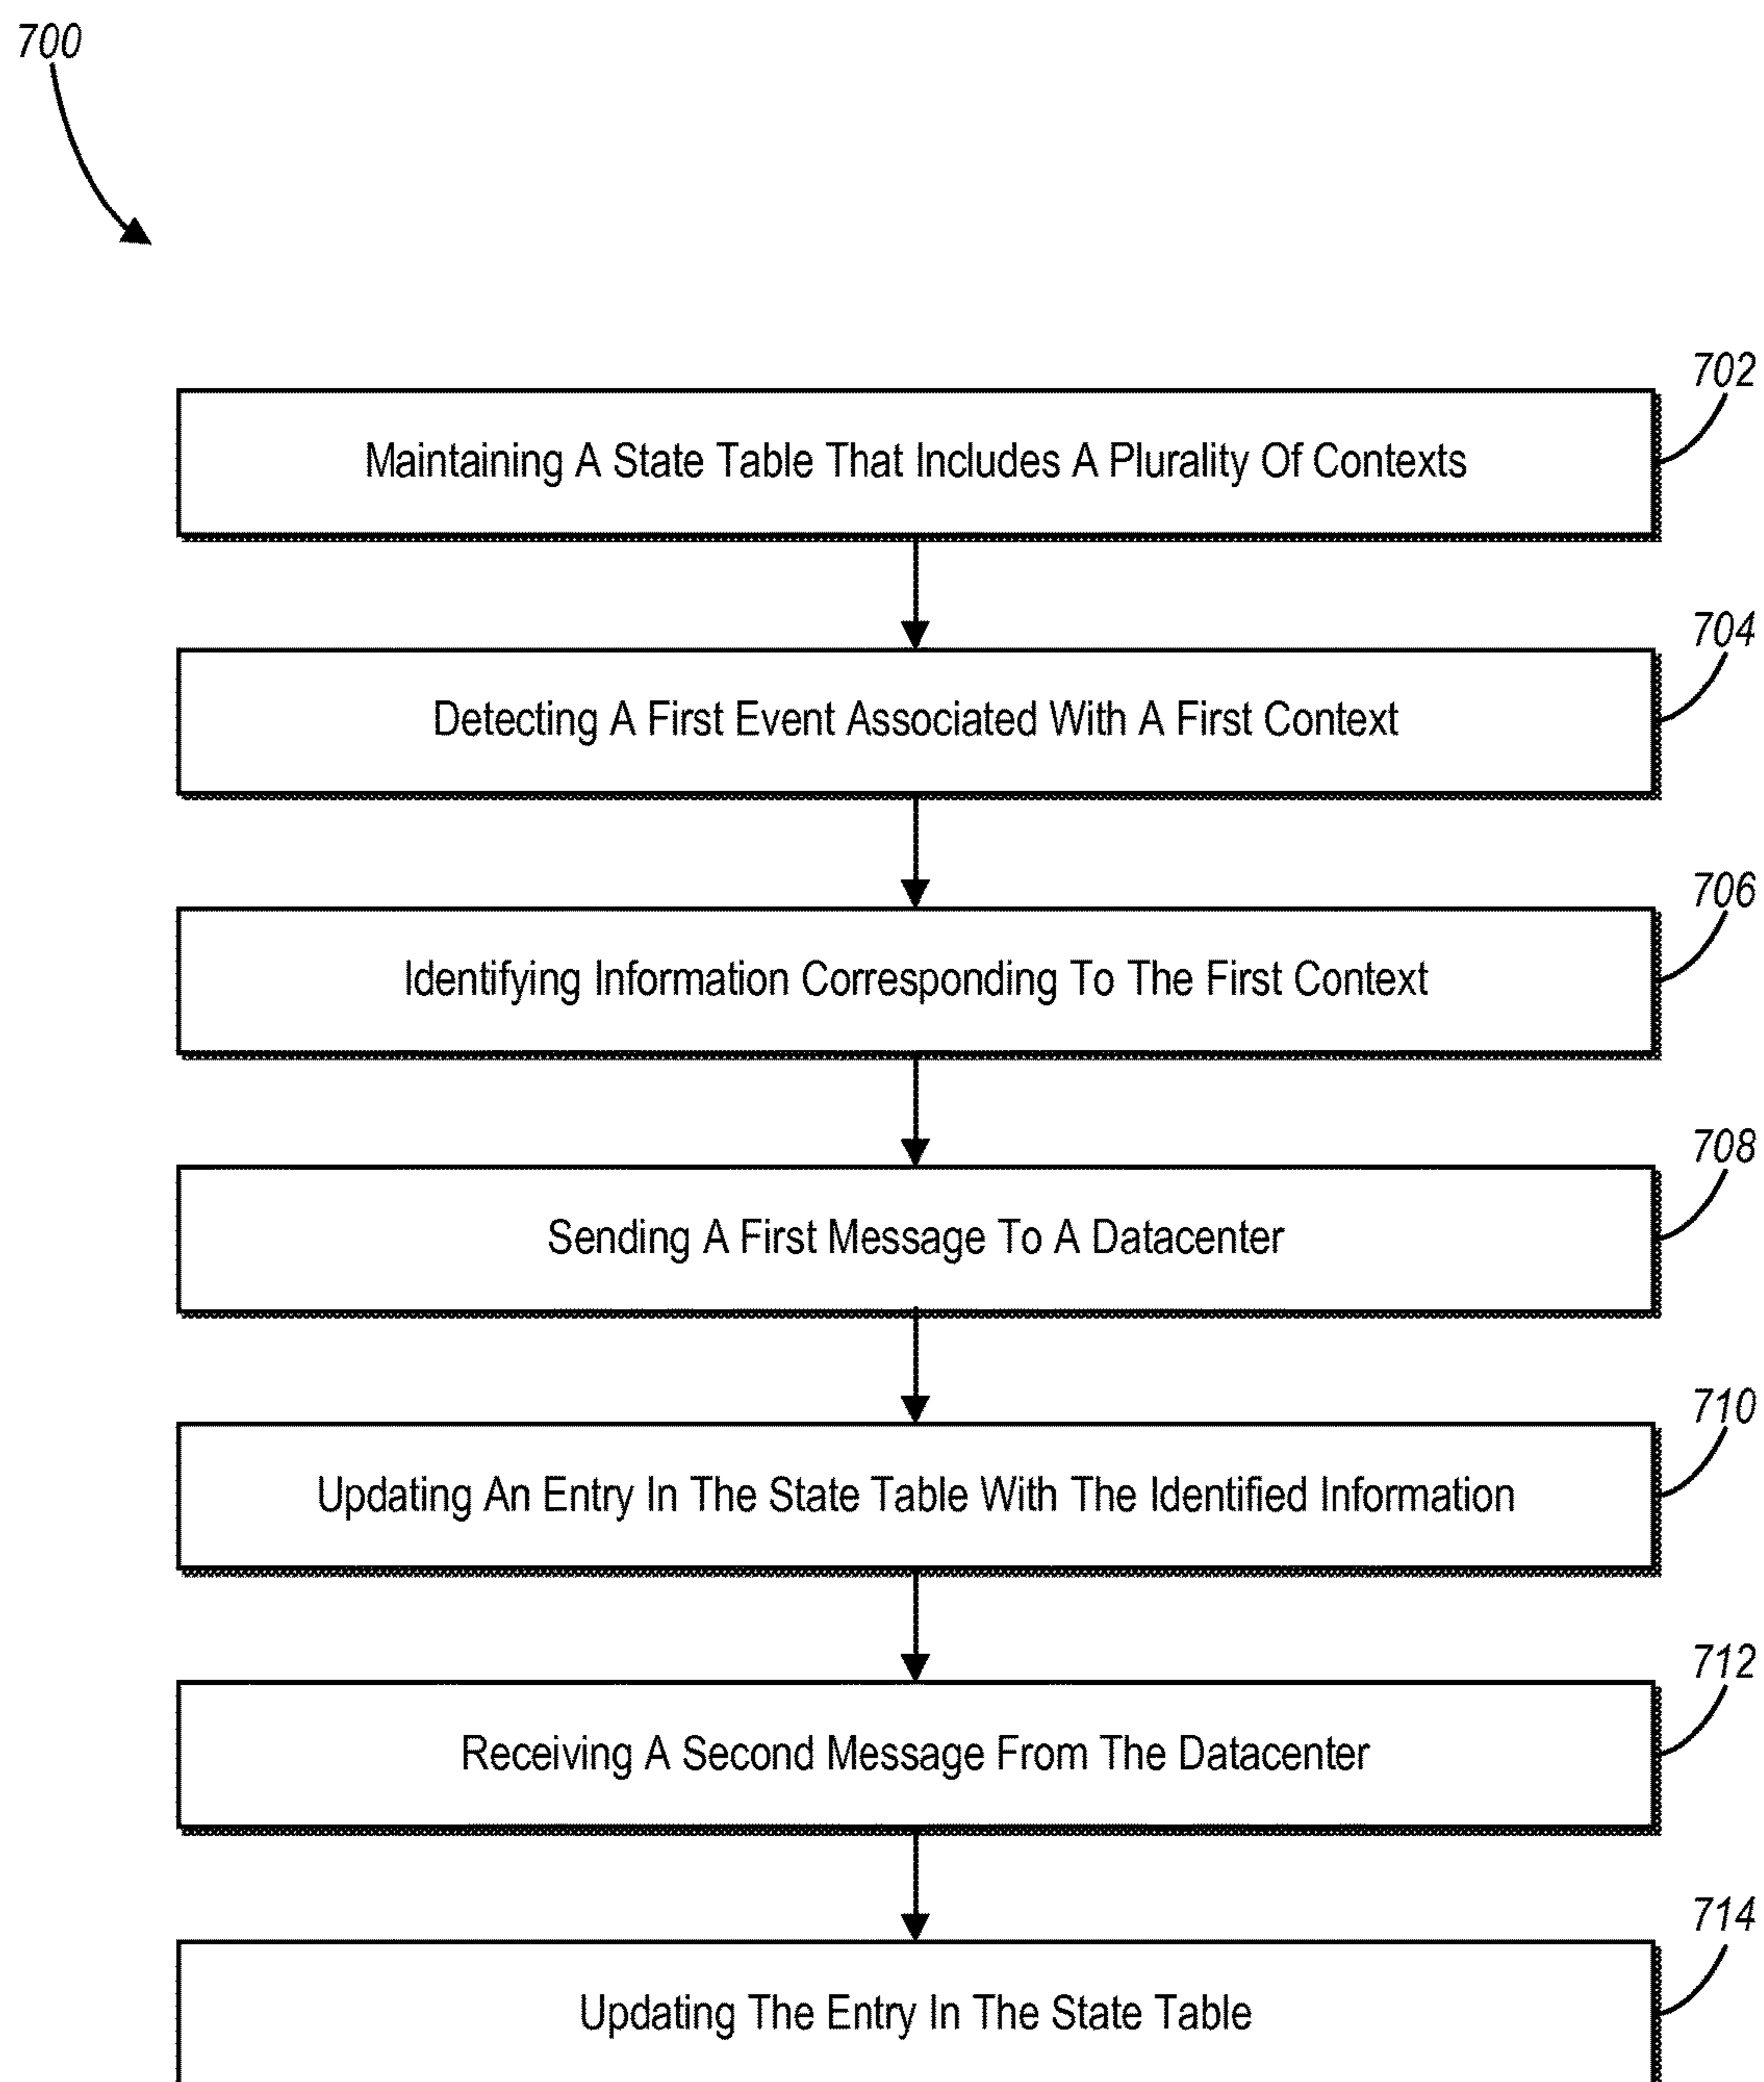 700
702
Maintaining A State Table That Includes A Plurality Of Contexts
704
Detecting A First Event Associated With A First Context
706
Identifying Information Corresponding To The First Context
708
Sending A First Message To A Datacenter
710
Updating An Entry In The State Table With The Identified Information
712
Receiving A Second Message From The Datacenter
714
Updating The Entry In The State Table